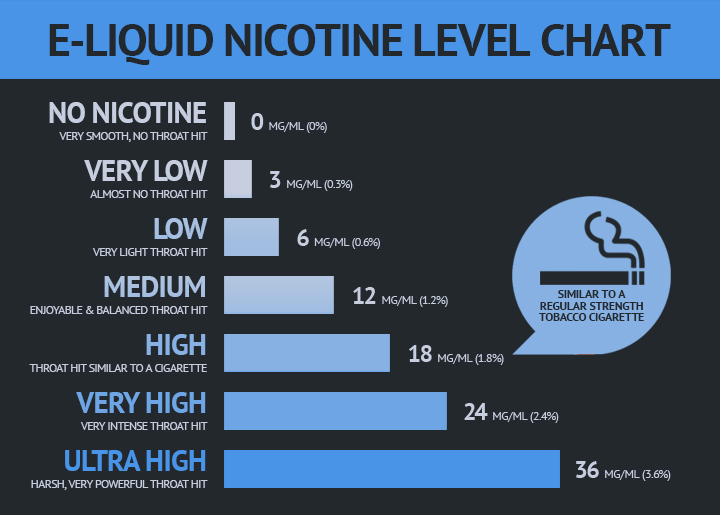 E-LIQUID NICOTINE LEVEL CHART
NO NICOTINE
VERY SMOOTH, NO THROAT HIT
0 MG/ML (0%)
VERY LOW
ALMOST NO THROAT HIT
3 MG/ML (0.3%)
LOW
VERY LIGHT THROAT HIT
6 MG/ML (0.6%)
MEDIUM
ENJOYABLE & BALANCED THROAT HIT
12 MG/ML (1.2%)
SIMILAR TO A
REGULAR STRENGTH
TOBACCO CIGARETTE
HIGH
THROAT HIT SIMILAR TO A CIGARETTE
18 MG/ML (1.8%)
VERY HIGH
VERY INTENSE THROAT HIT
24 MG/ML (2.4%)
ULTRA HIGH
HARSH, VERY POWERFUL THROAT HIT
36 MG/ML (3.6%)